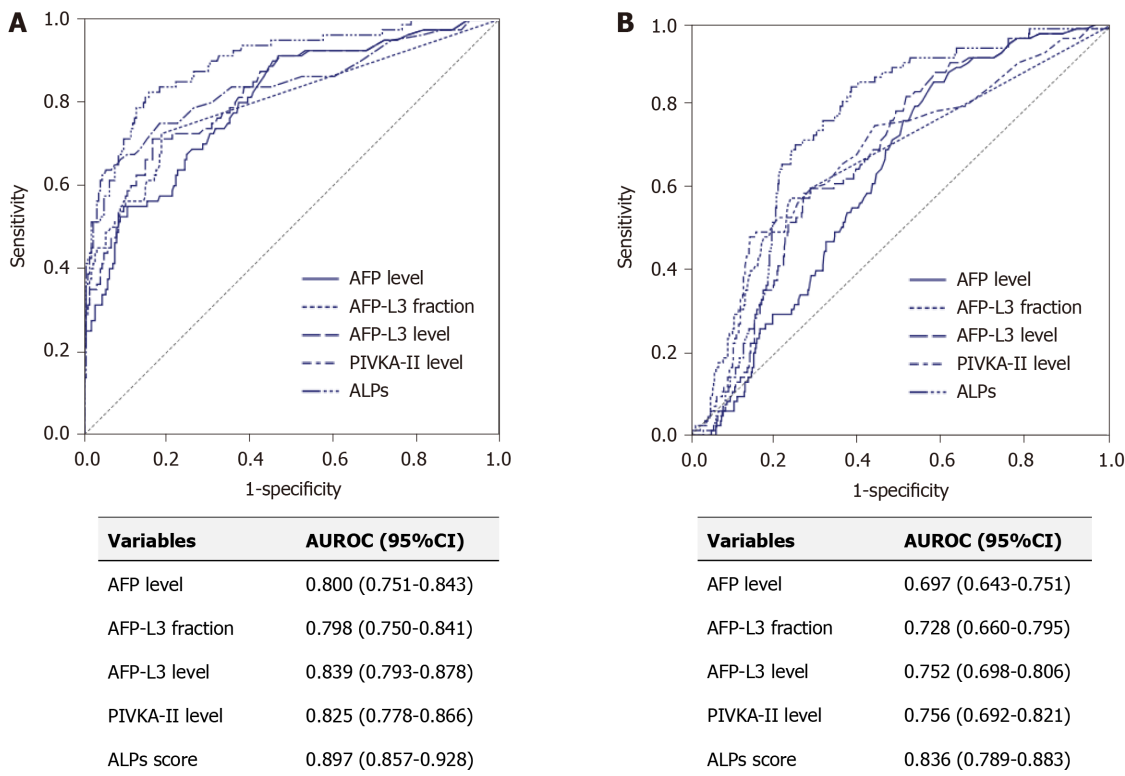 A
1.0
0.8
0.6
0.4
0.2
0.0
Sensitivity
AFP level
AFP-L3 fraction
AFP-L3 level
PIVKA-II level
ALPs
0.0 0.2 0.4 0.6 0.8 1.0
1-specificity
Variables AUROC (95%CI)
AFP level 0.800 (0.751-0.843)
AFP-L3 fraction 0.798 (0.750-0.841)
AFP-L3 level 0.839 (0.793-0.878)
PIVKA-II level 0.825 (0.778-0.866)
ALPs score 0.897 (0.857-0.928)
B
1.0
0.8
0.6
0.4
0.2
0.0
Sensitivity
AFP level
AFP-L3 fraction
AFP-L3 level
PIVKA-II level
ALPs
0.0 0.2 0.4 0.6 0.8 1.0
1-specificity
Variables AUROC (95%CI)
AFP level 0.697 (0.643-0.751)
AFP-L3 fraction 0.728 (0.660-0.795)
AFP-L3 level 0.752 (0.698-0.806)
PIVKA-II level 0.756 (0.692-0.821)
ALPs score 0.836 (0.789-0.883)